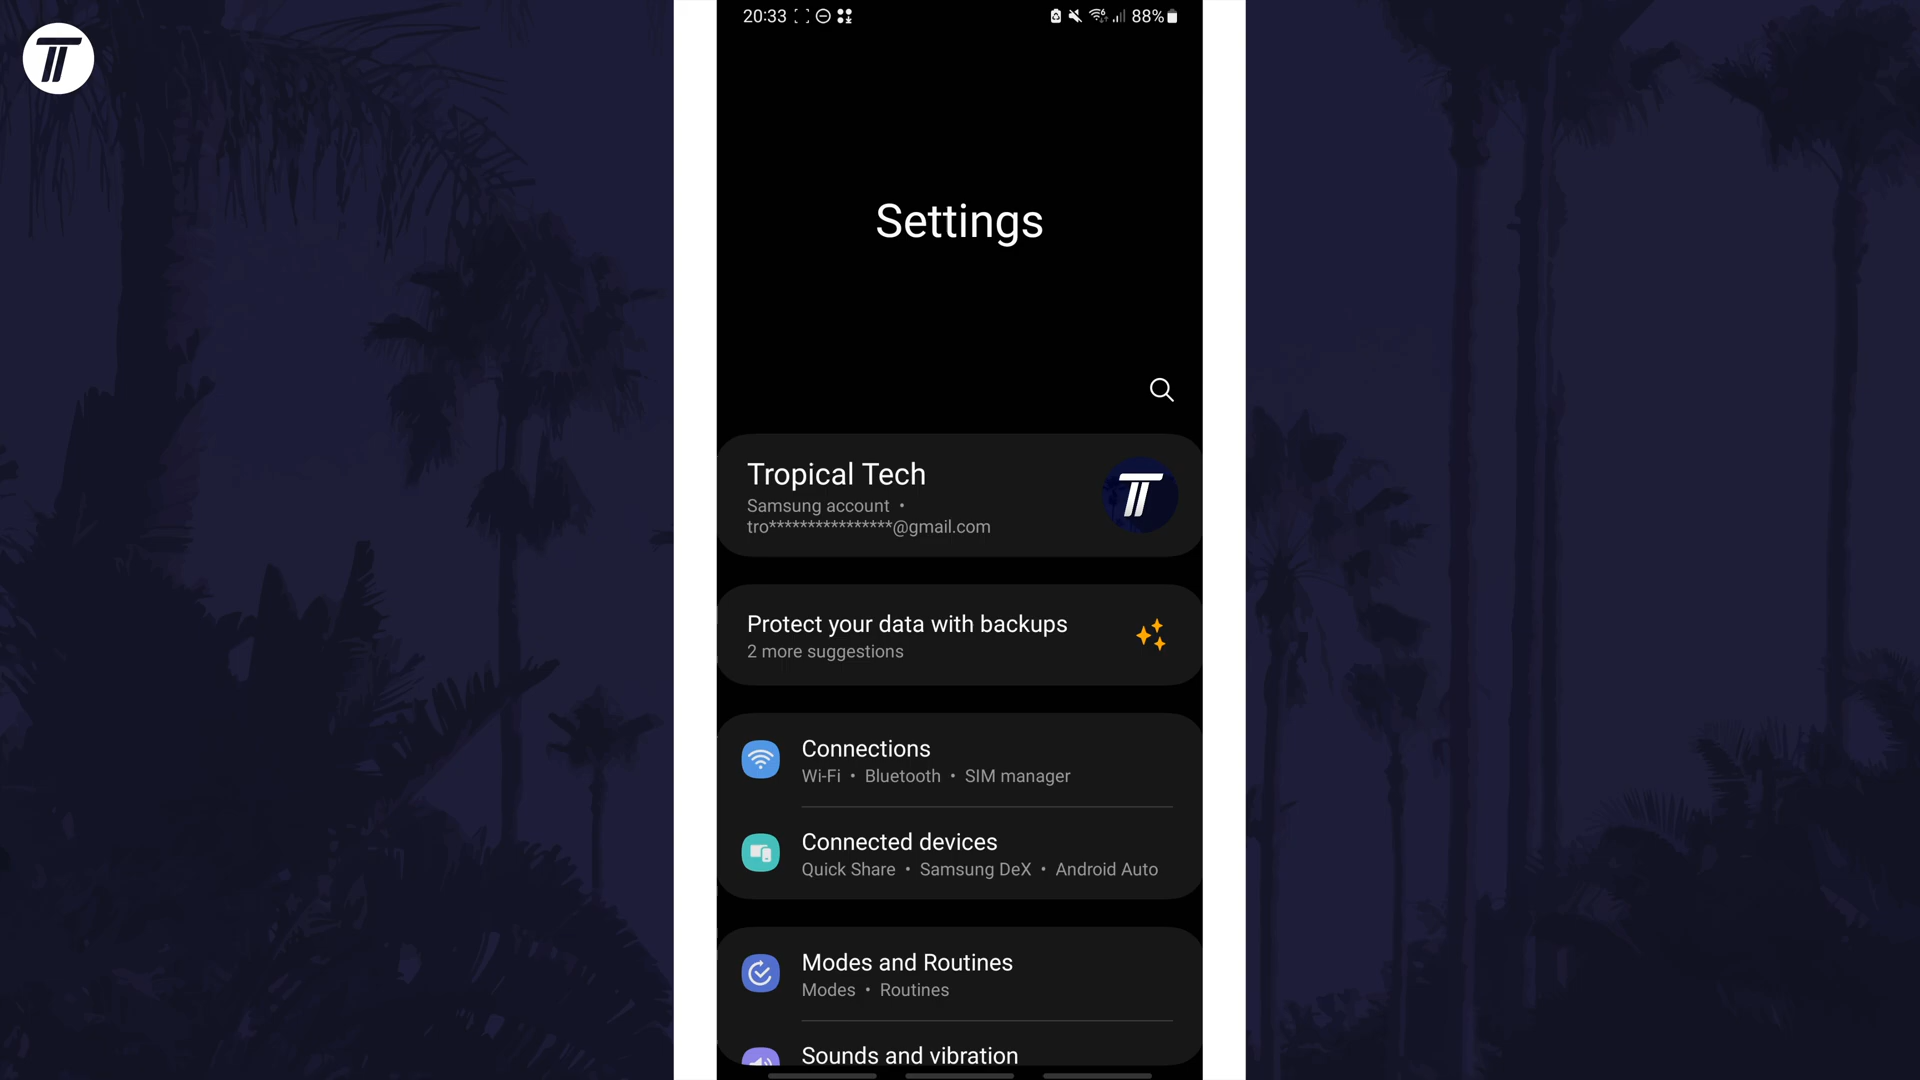 20:33
88%
Settings
Tropical Tech
Samsung account •
tro****************@gmail.com
Protect your data with backups
2 more suggestions
Connections
Wi-Fi • Bluetooth • SIM manager
Connected devices
Quick Share • Samsung DeX • Android Auto
Modes and Routines
Modes • Routines
Sounds and vibration